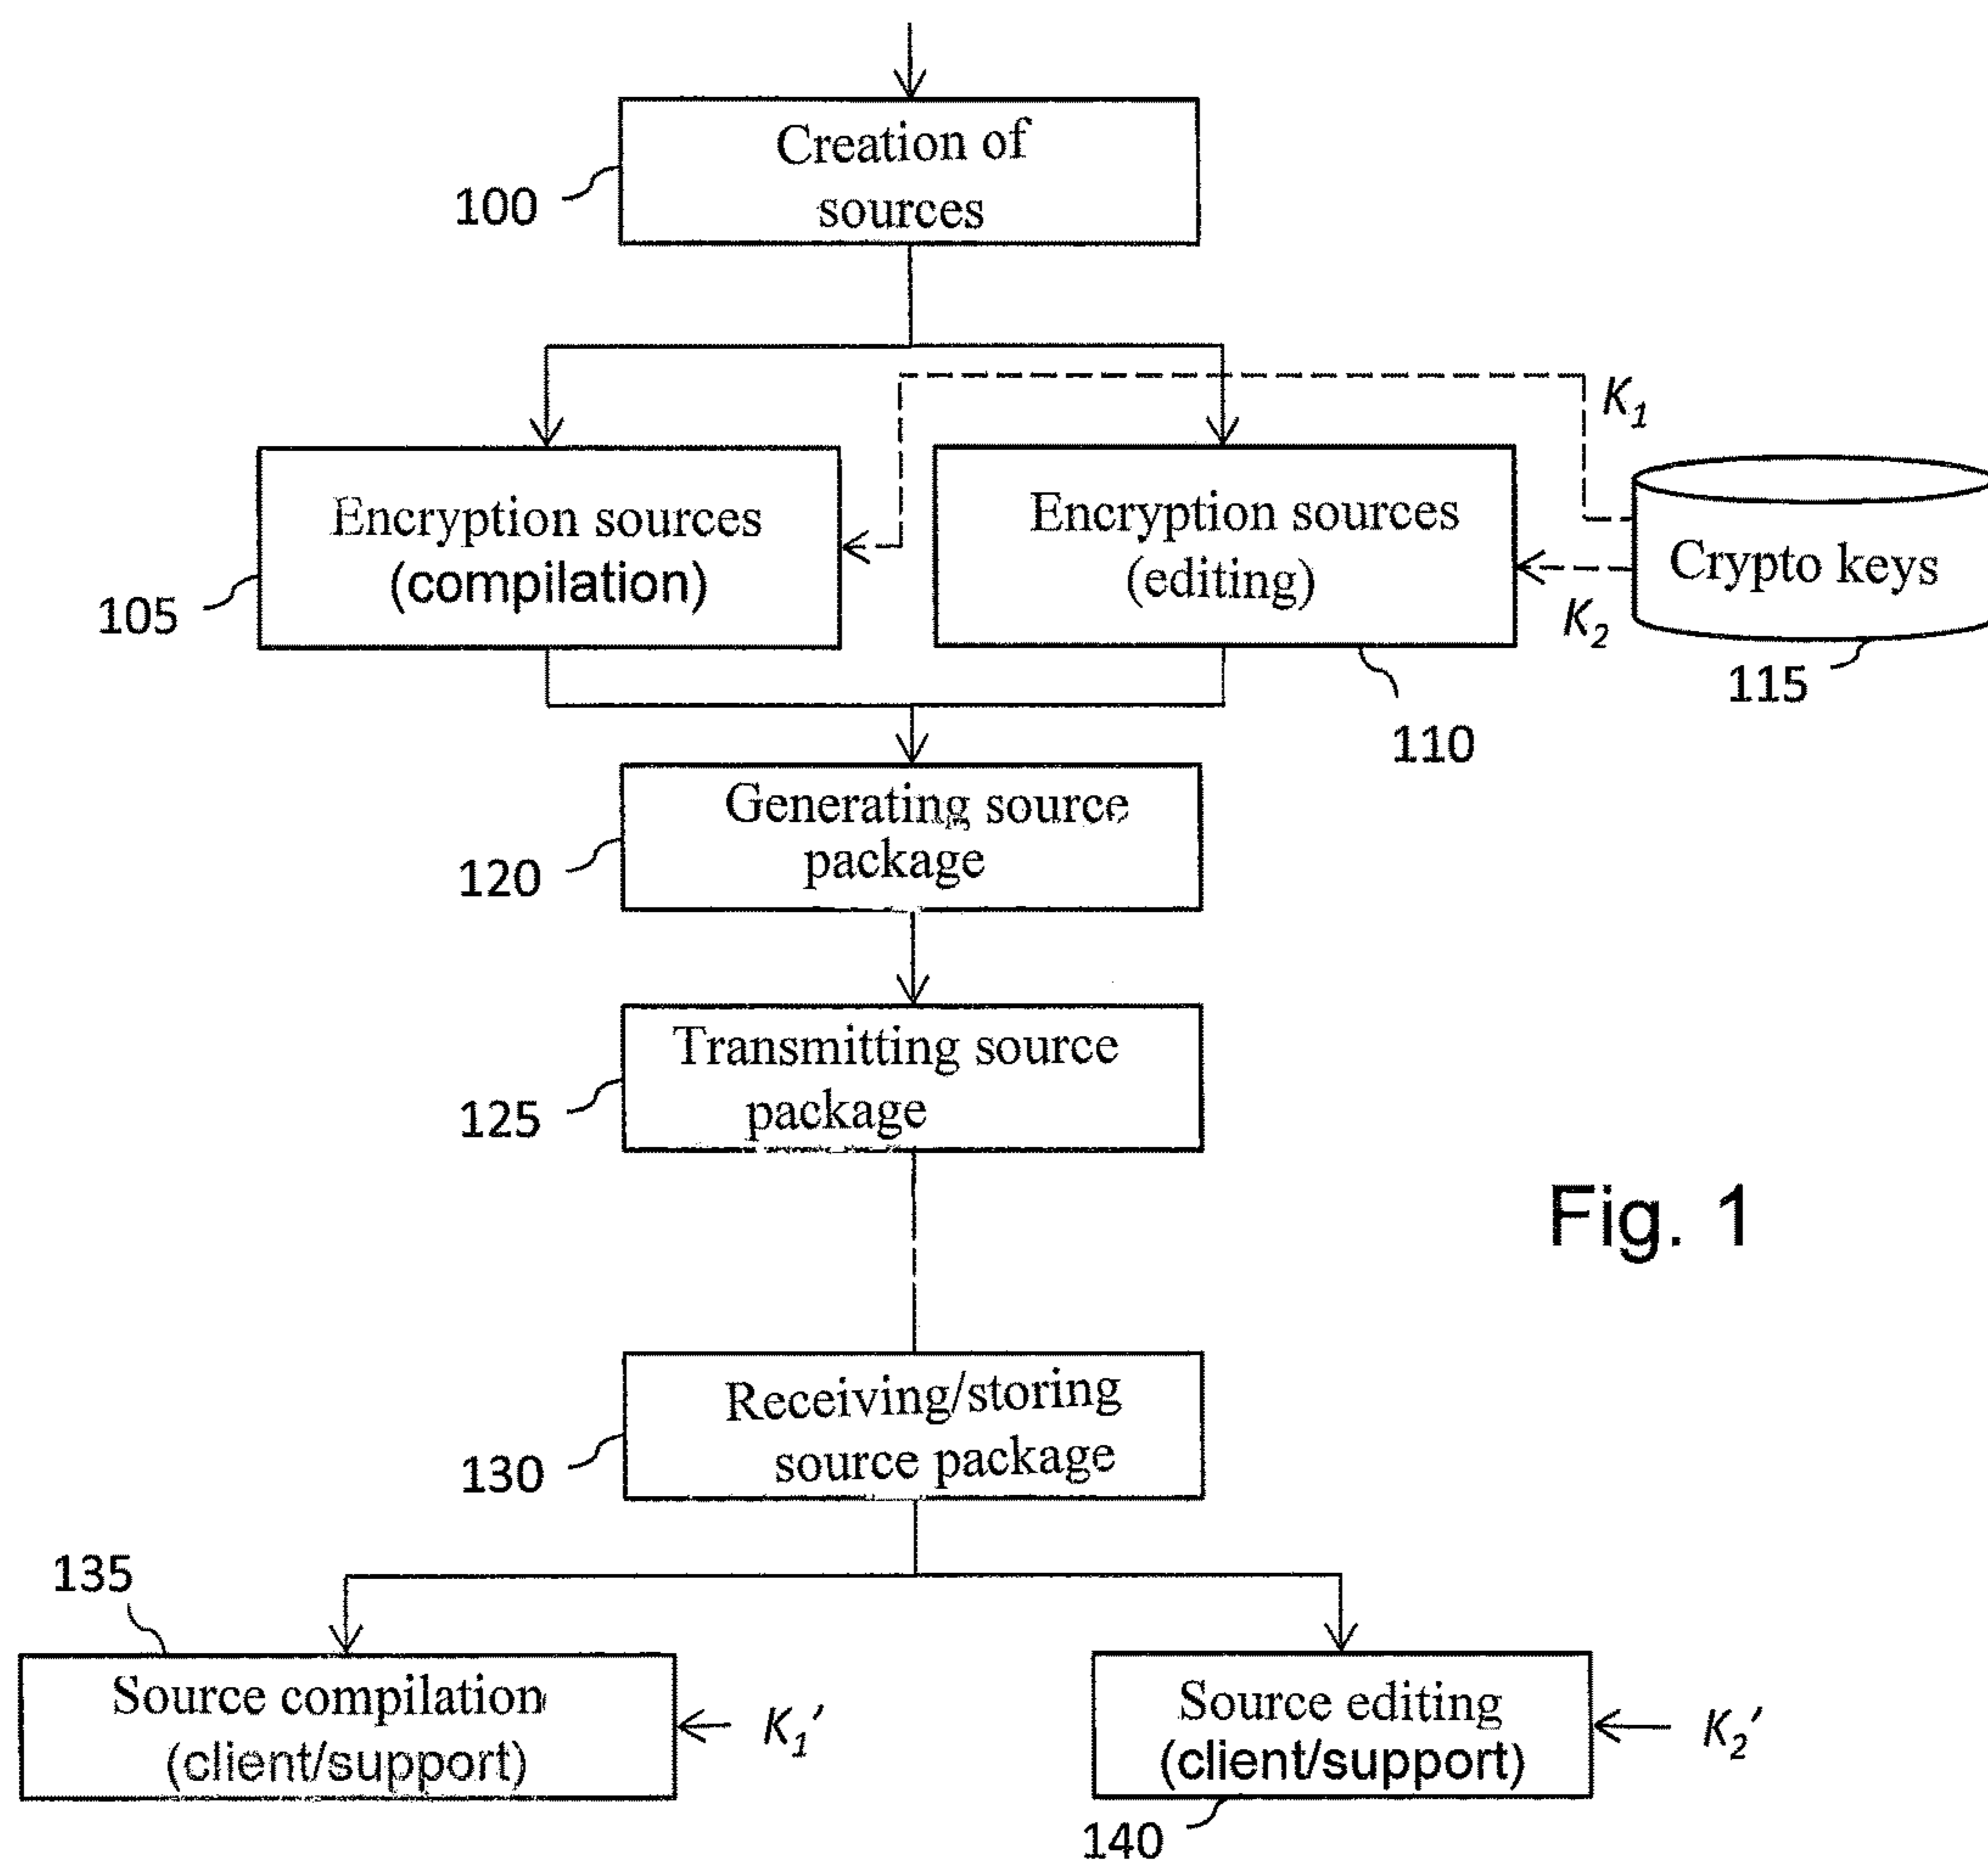 Creation of
sources
100
K1
Encryption sources
(compilation)
105
Encryption sources
(editing)
110
Crypto keys
K2
115
Generating source
package
120
Transmitting source
package
125
Fig. 1
Receiving/storing
source package
130
135
Source compilation
(client/support)
K1'
Source editing
(client/support)
K2'
140